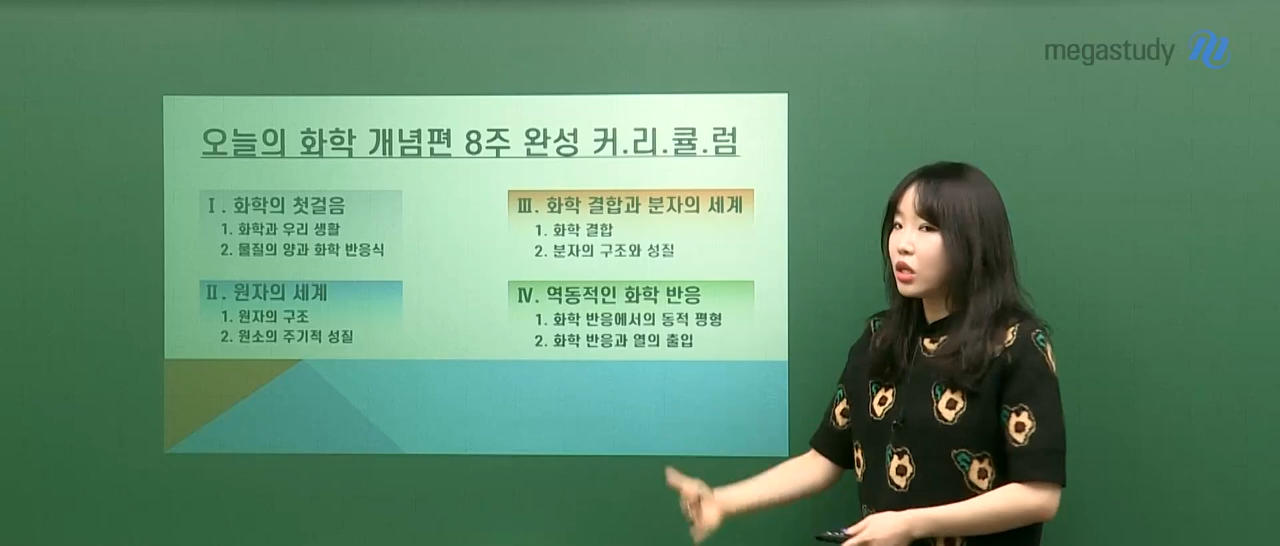 megastudy
오늘의 화학 개념편 8주 완성 커.리.큘.럼
Ⅰ. 화학의 첫걸음
1. 화학과 우리 생활
2. 물질의 양과 화학 반응식
Ⅱ. 원자의 세계
1. 원자의 구조
2. 원소의 주기적 성질
Ⅲ. 화학 결합과 분자의 세계
1. 화학 결합
2. 분자의 구조와 성질
Ⅳ. 역동적인 화학 반응
1. 화학 반응에서의 동적 평형
2. 화학 반응과 열의 출입